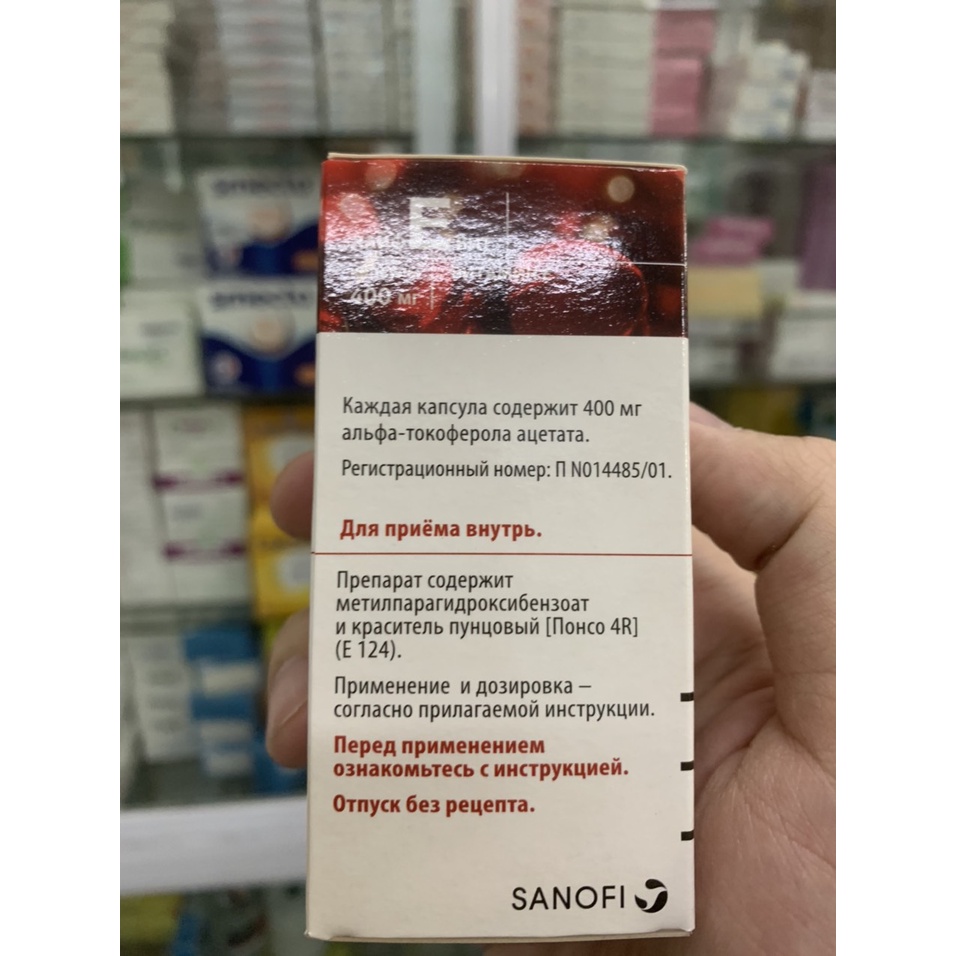 E
400 мг
Каждая капсула содержит 400 мг
альфа-токоферола ацетата.
Регистрационный номер: П N014485/01.
Для приёма внутрь.
Препарат содержит
метилпарагидроксибензоат
и краситель пунцовый [Понсо 4R]
(Е 124).
Применение и дозировка –
согласно прилагаемой инструкции.
Перед применением
ознакомьтесь с инструкцией.
Отпуск без рецепта.
SANOFI